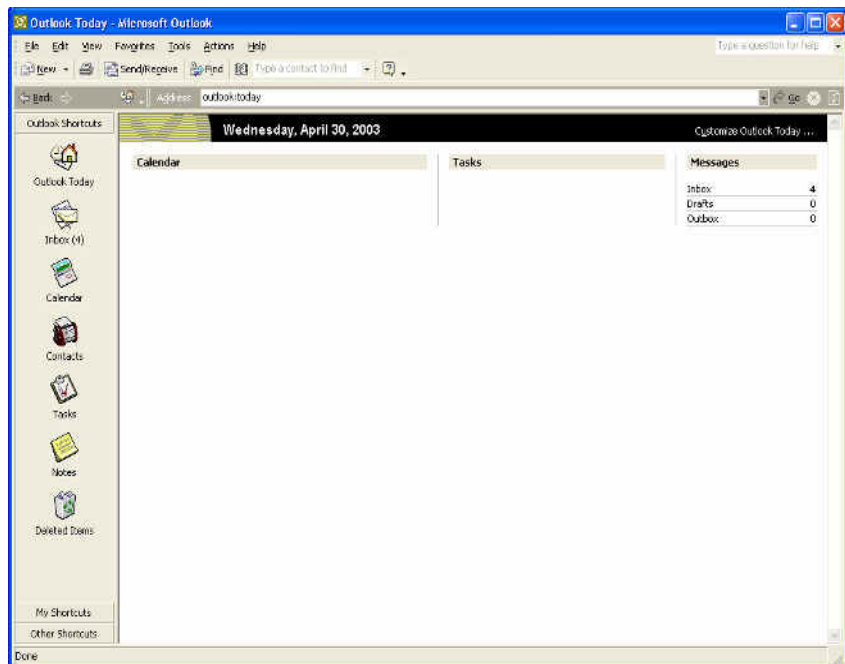 Outlook Today - Microsoft Outlook
File Edit View Favorites Tools Actions Help Type a question for help
New Send/Receive Find Type a contact to find
Back Address outlook:today Go
Outlook Shortcuts
Wednesday, April 30, 2003
Customize Outlook Today ...
Outlook Today
Inbox (4)
Calendar
Contacts
Tasks
Notes
Deleted Items
My Shortcuts
Other Shortcuts
Calendar
Tasks
Messages
Inbox 4
Drafts 0
Outbox 0
Done